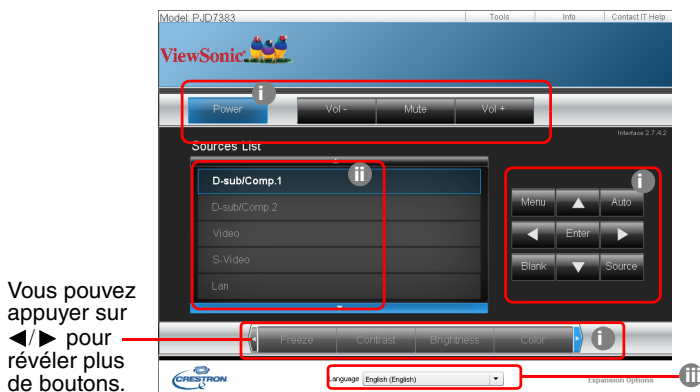 Model: PJD7383
Tools
Info
Contact IT Help
ViewSonic
i
Power
Vol -
Mute
Vol +
Interface 2.7.4.2
Sources List
ii
i
D-sub/Comp.1
D-sub/Comp.2
Video
S-Video
Lan
Menu
Auto
Enter
Blank
Source
Vous pouvez
appuyer sur
◀/▶ pour
révéler plus
de boutons.
Freeze
Contrast
Brightness
Color
i
CRESTRON
Language
English (English)
iii
Expansion Options